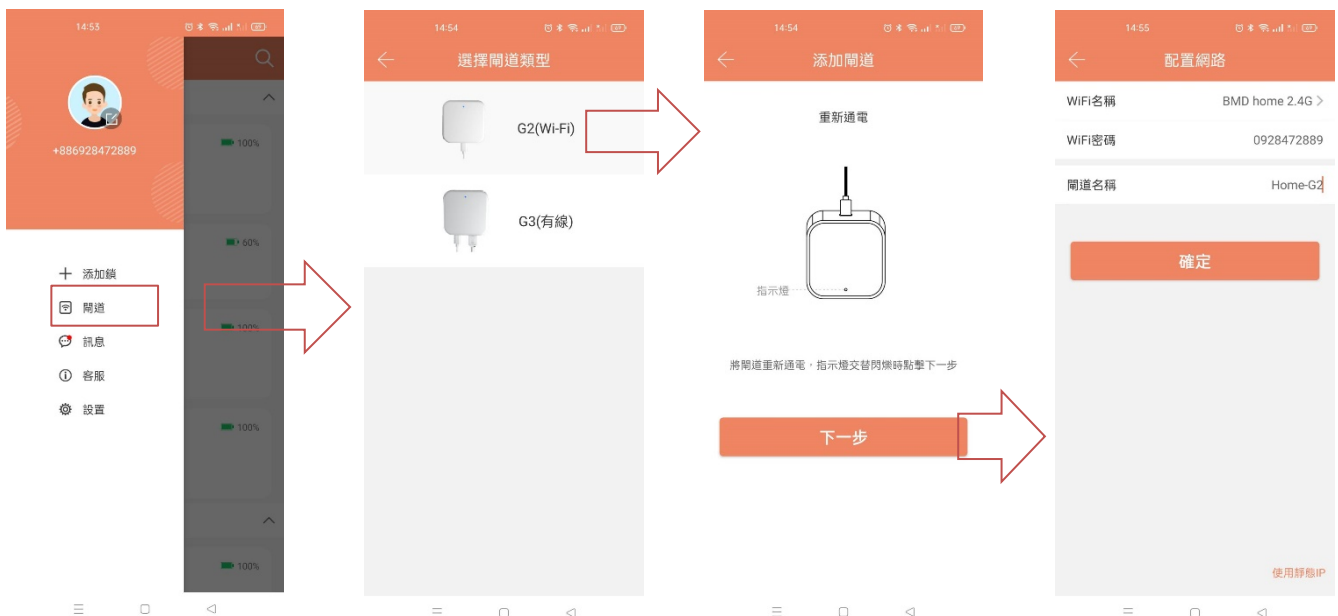 14:53
+886928472889
100%
60%
100%
100%
100%
添加鎖
閘道
訊息
客服
設置
14:54
選擇閘道類型
G2(Wi-Fi)
G3(有線)
14:54
添加閘道
重新通電
指示燈
將閘道重新通電，指示燈交替閃爍時點擊下一步
下一步
14:55
配置網路
WiFi名稱
BMD home 2.4G >
WiFi密碼
0928472889
閘道名稱
Home-G2
確定
使用靜態IP